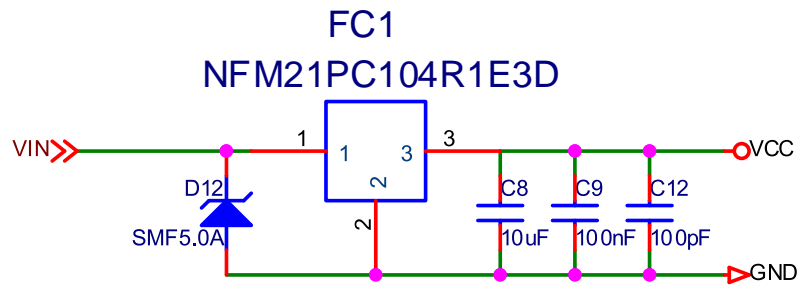 FC1
NFM21PC104R1E3D
VIN
1
1
3
3
VCC
2
2
D12
SMF5.0A
C8
10uF
C9
100nF
C12
100pF
GND